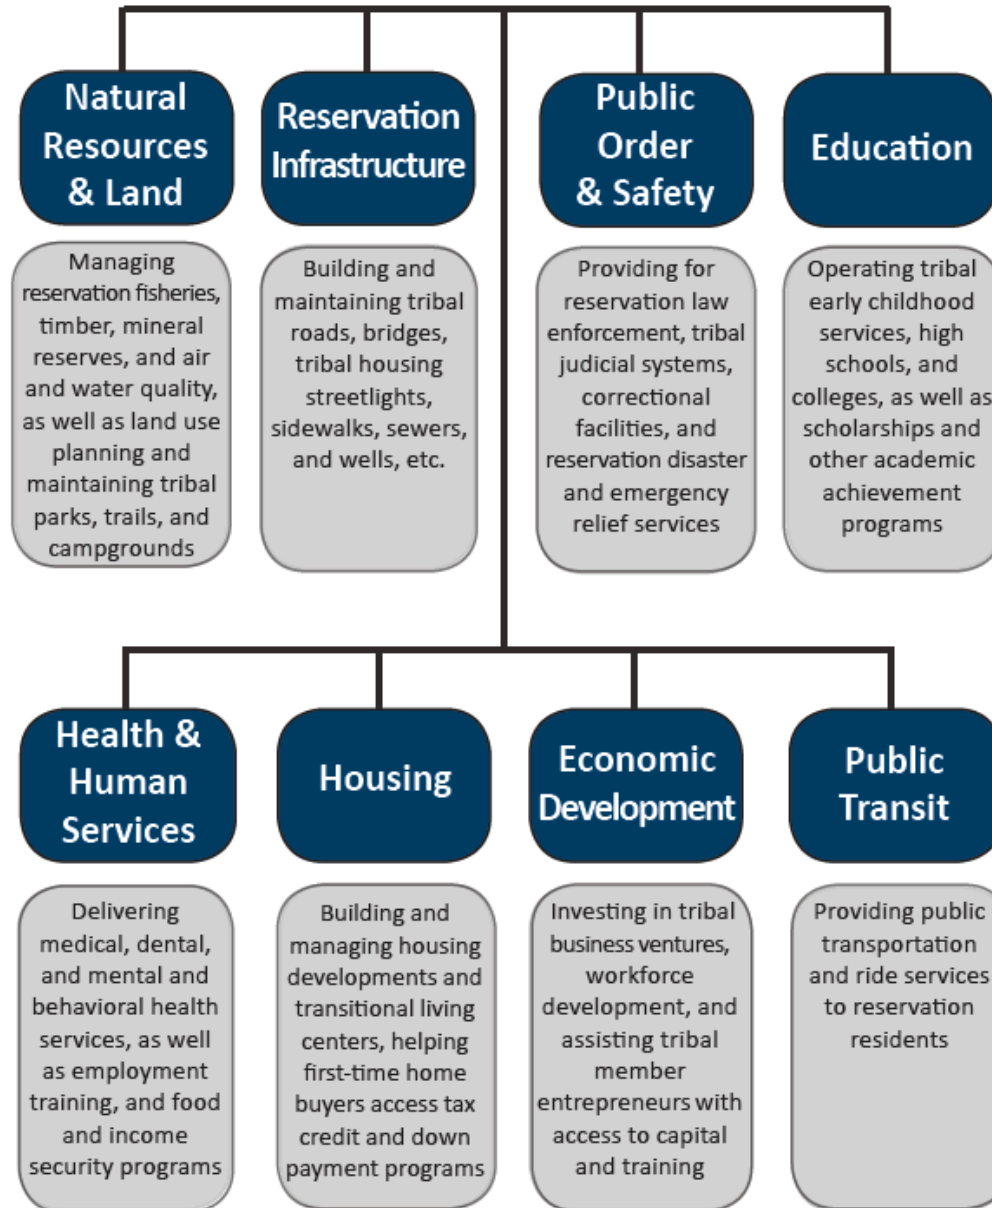 Natural
Resources
& Land
Reservation
Infrastructure
Public
Order
& Safety
Education
Managing
reservation fisheries,
timber, mineral
reserves, and air
and water quality,
as well as land use
planning and
maintaining tribal
parks, trails, and
campgrounds
Building and
maintaining tribal
roads, bridges,
tribal housing
streetlights,
sidewalks, sewers,
and wells, etc.
Providing for
reservation law
enforcement, tribal
judicial systems,
correctional
facilities, and
reservation disaster
and emergency
relief services
Operating tribal
early childhood
services, high
schools, and
colleges, as well as
scholarships and
other academic
achievement
programs
Health &
Human
Services
Housing
Economic
Development
Public
Transit
Delivering
medical, dental,
and mental and
behavioral health
services, as well
as employment
training, and food
and income
security programs
Building and
managing housing
developments and
transitional living
centers, helping
first-time home
buyers access tax
credit and down
payment programs
Investing in tribal
business ventures,
workforce
development, and
assisting tribal
member
entrepreneurs with
access to capital
and training
Providing public
transportation
and ride services
to reservation
residents